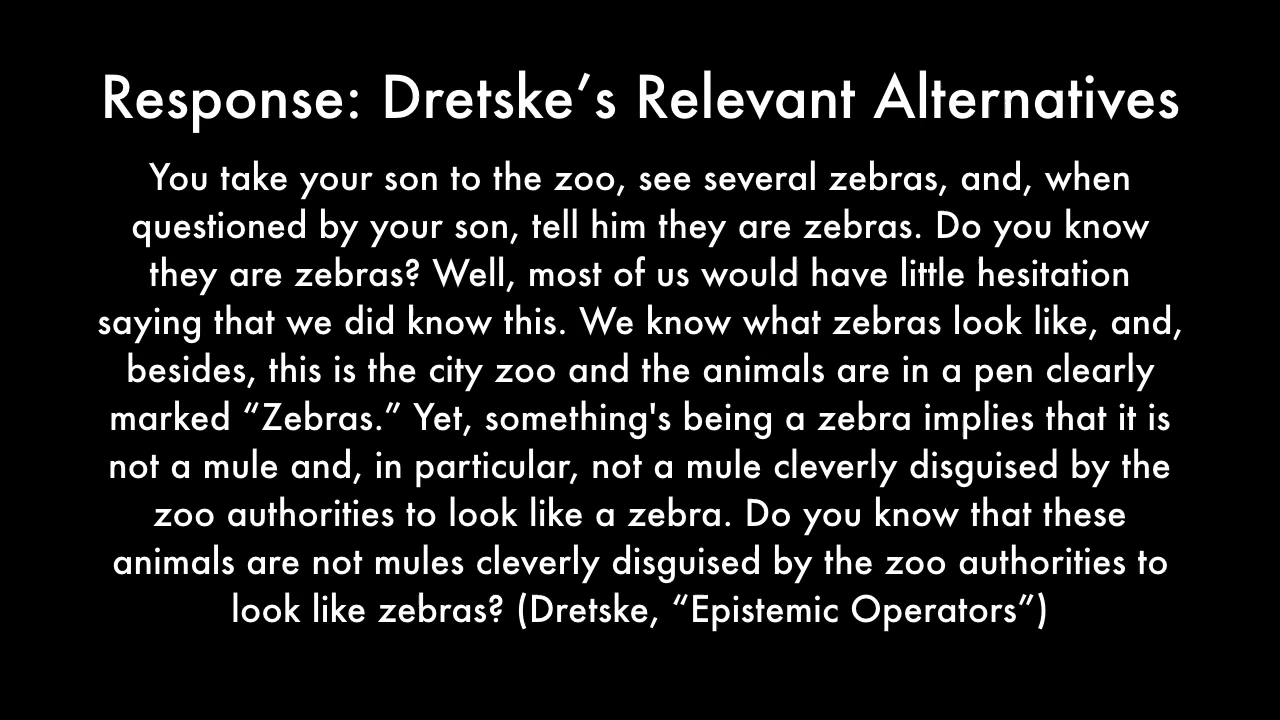 Response: Dretske’s Relevant Alternatives
You take your son to the zoo, see several zebras, and, when
questioned by your son, tell him they are zebras. Do you know
they are zebras? Well, most of us would have little hesitation
saying that we did know this. We know what zebras look like, and,
besides, this is the city zoo and the animals are in a pen clearly
marked “Zebras.” Yet, something's being a zebra implies that it is
not a mule and, in particular, not a mule cleverly disguised by the
zoo authorities to look like a zebra. Do you know that these
animals are not mules cleverly disguised by the zoo authorities to
look like zebras? (Dretske, “Epistemic Operators”)